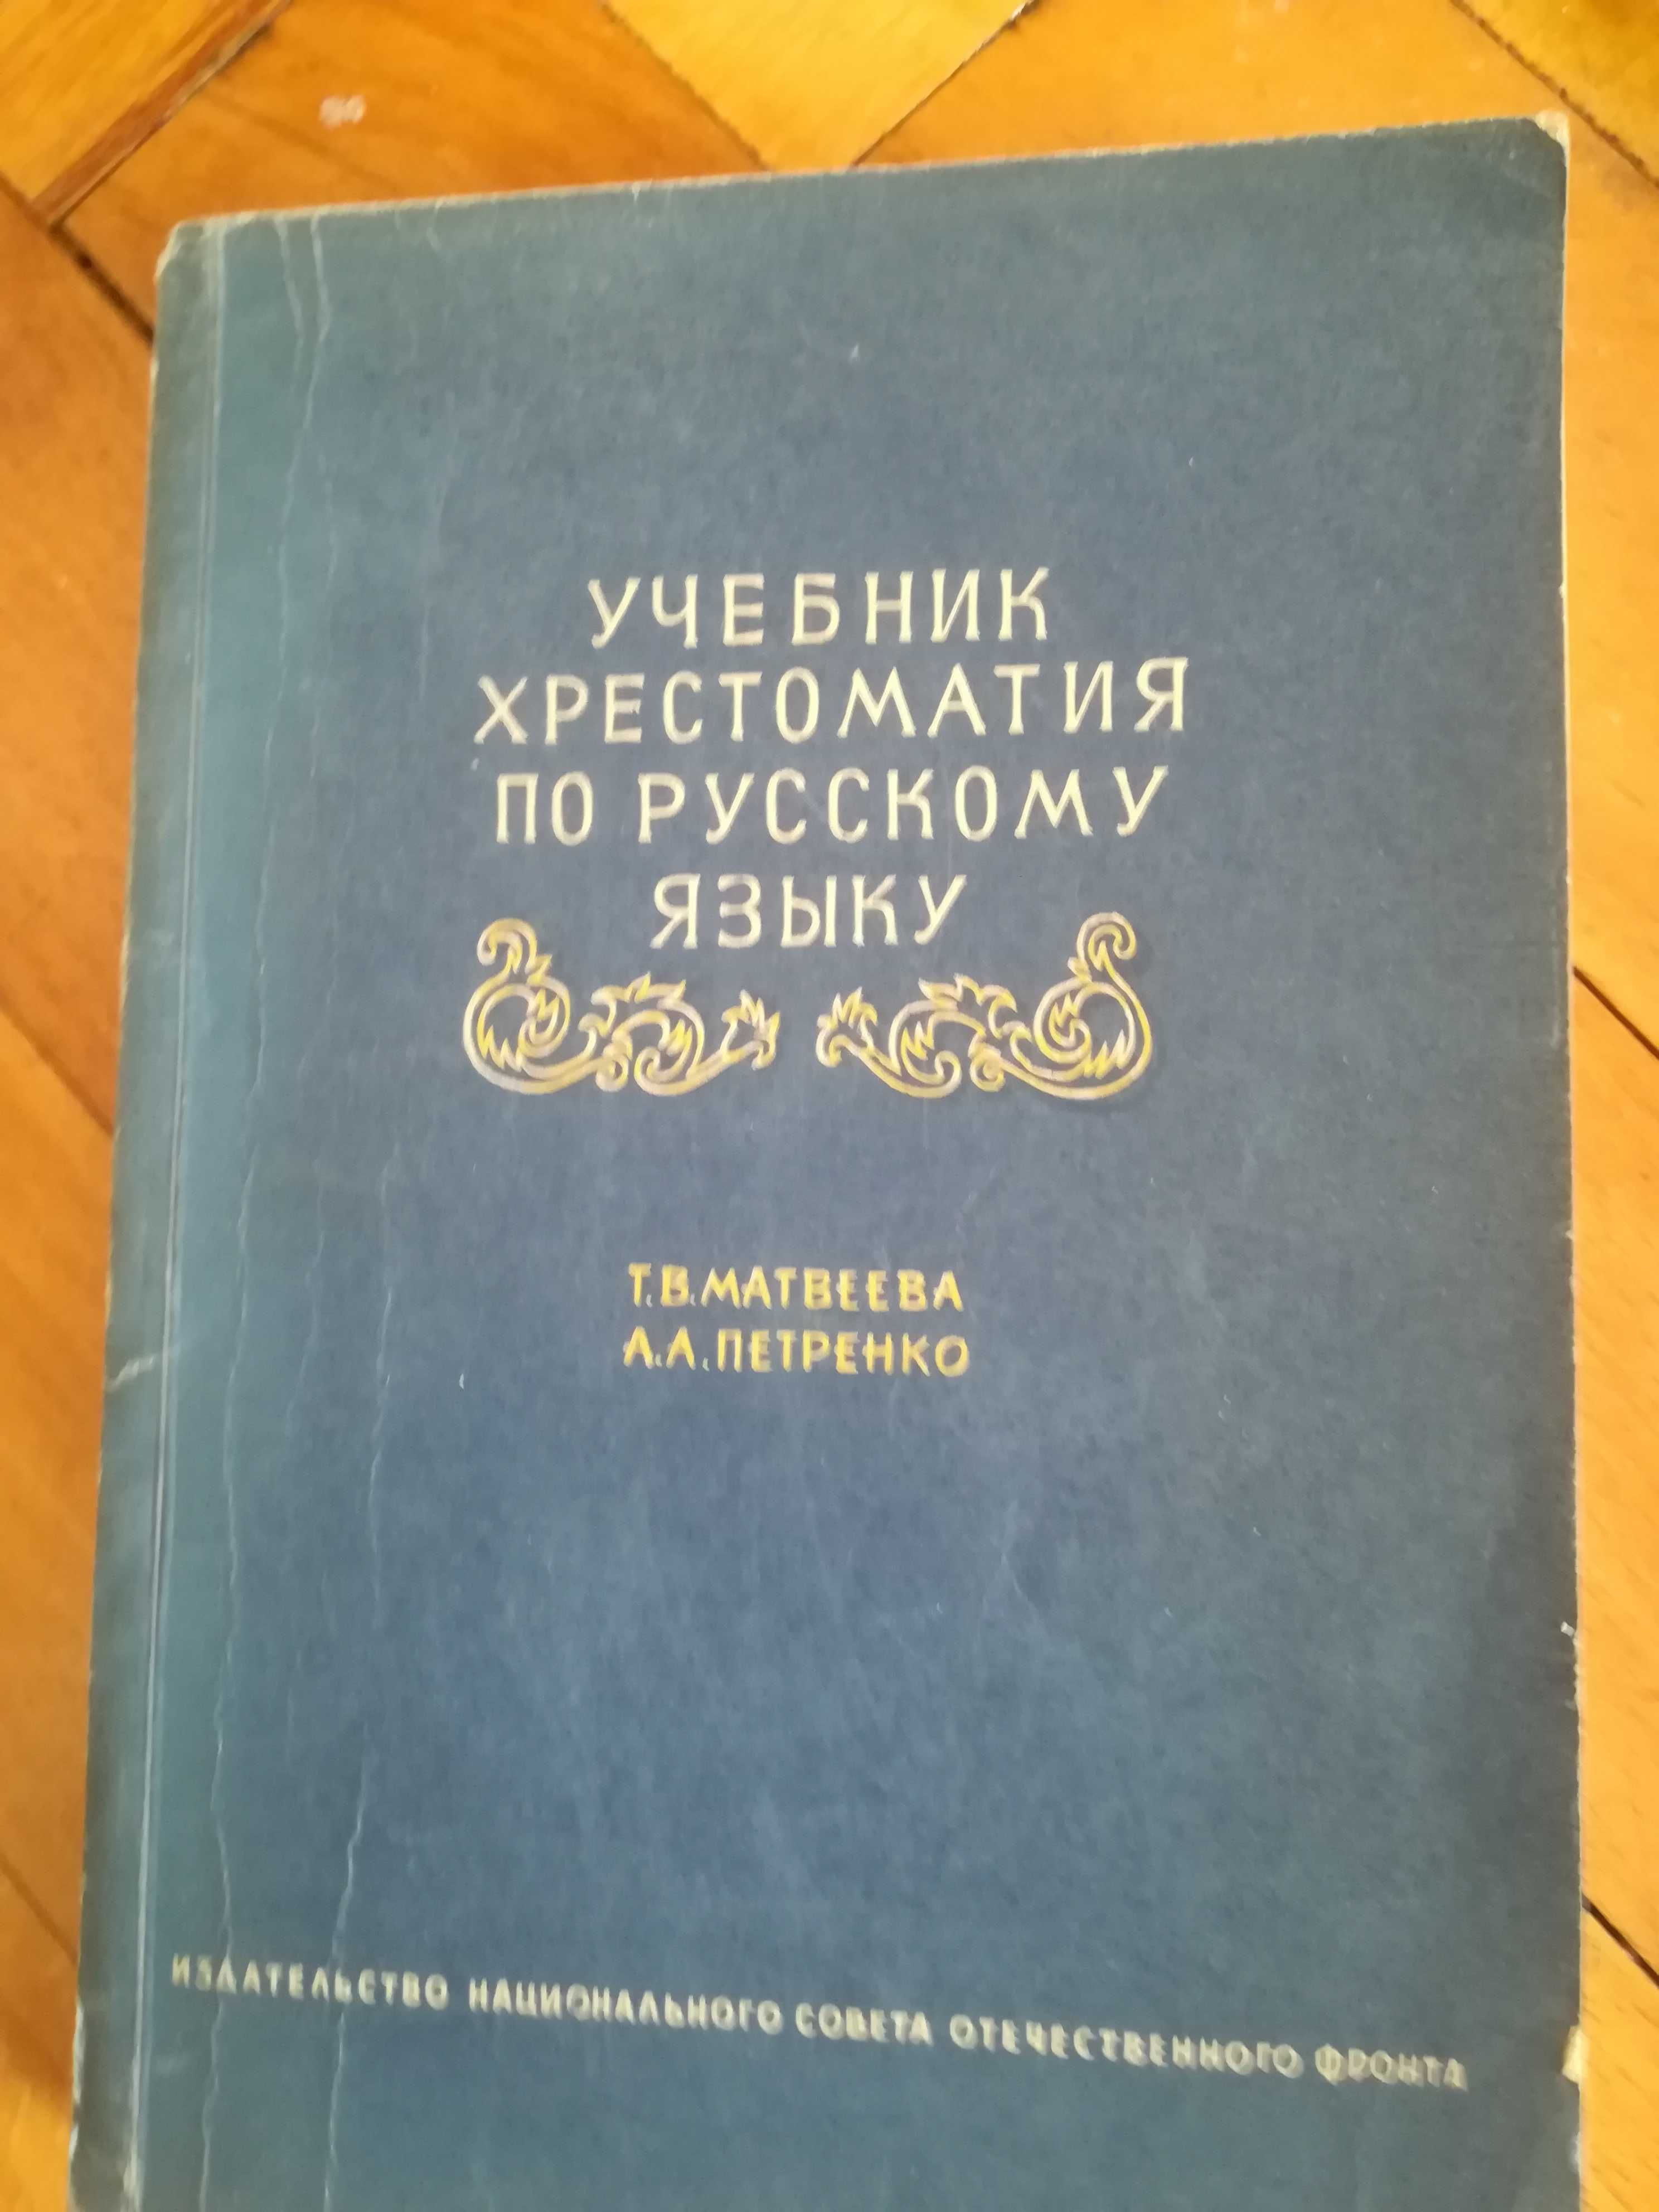 УЧЕБНИК
ХРЕСТОМАТИЯ
ПО РУССКОМУ
ЯЗЫКУ
Т.В.МАТВЕЕВА
А.А.ПЕТРЕНКО
ИЗДАТЕЛЬСТВО НАЦИОНАЛЬНОГО СОВЕТА ОТЕЧЕСТВЕННОГО ФРОНТА